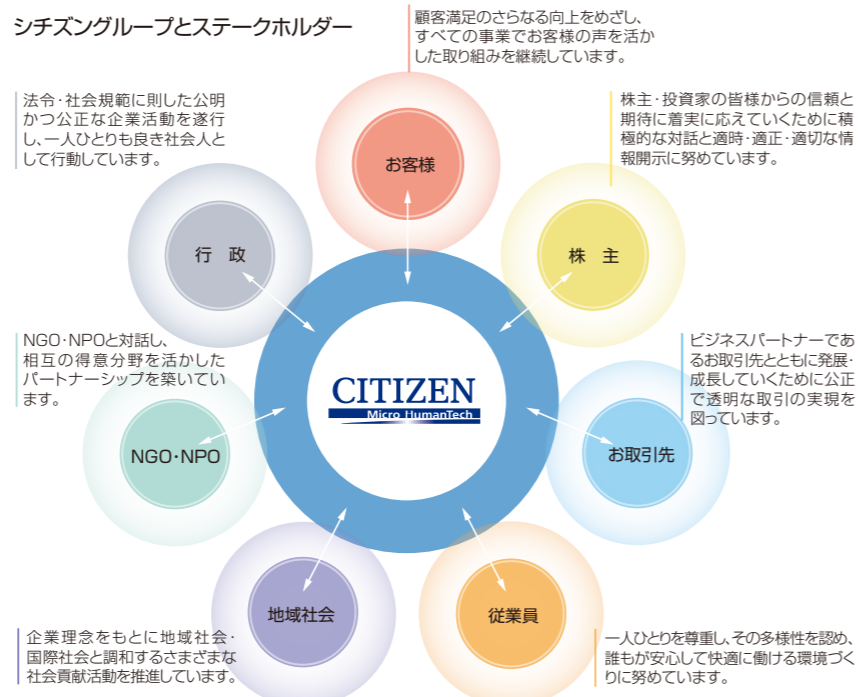 シチズングループとステークホルダー
顧客満足のさらなる向上をめざし、
すべての事業でお客様の声を活か
した取り組みを継続しています。
お客様
株主・投資家の皆様からの信頼と
期待に着実に応えていくために積
極的な対話と適時・適正・適切な情
報開示に努めています。
株 主
ビジネスパートナーであ
るお取引先とともに発展・
成長していくために公正
で透明な取引の実現を
図っています。
お取引先
一人ひとりを尊重し、その多様性を認め、
誰もが安心して快適に働ける環境づく
りに努めています。
従業員
企業理念をもとに地域社会・
国際社会と調和するさまざまな
社会貢献活動を推進しています。
地域社会
NGO・NPOと対話し、
相互の得意分野を活かした
パートナーシップを築いてい
ます。
NGO・NPO
法令・社会規範に則した公明
かつ公正な企業活動を遂行
し、一人ひとりも良き社会人と
して行動しています。
行 政
CITIZEN
Micro HumanTech